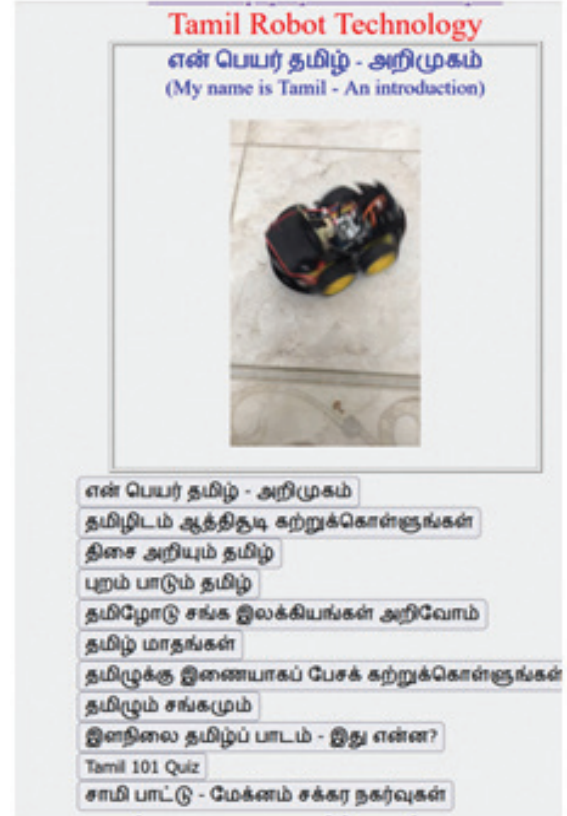 Tamil Robot Technology
என் பெயர் தமிழ் - அறிமுகம்
(My name is Tamil - An introduction)
என் பெயர் தமிழ் - அறிமுகம்
தமிழிடம் ஆத்திசூடி கற்றுக்கொள்ளுங்கள்
திசை அறியும் தமிழ்
புறம் பாடும் தமிழ்
தமிழோடு சங்க இலக்கியங்கள் அறிவோம்
தமிழ் மாதங்கள்
தமிழுக்கு இணையாகப் பேசக் கற்றுக்கொள்ளுங்கள்
தமிழும் சங்கமும்
இளநிலை தமிழ்ப் பாடம் - இது என்ன?
Tamil 101 Quiz
சாமி பாட்டு - மேக்னம் சக்கர நகர்வுகள்